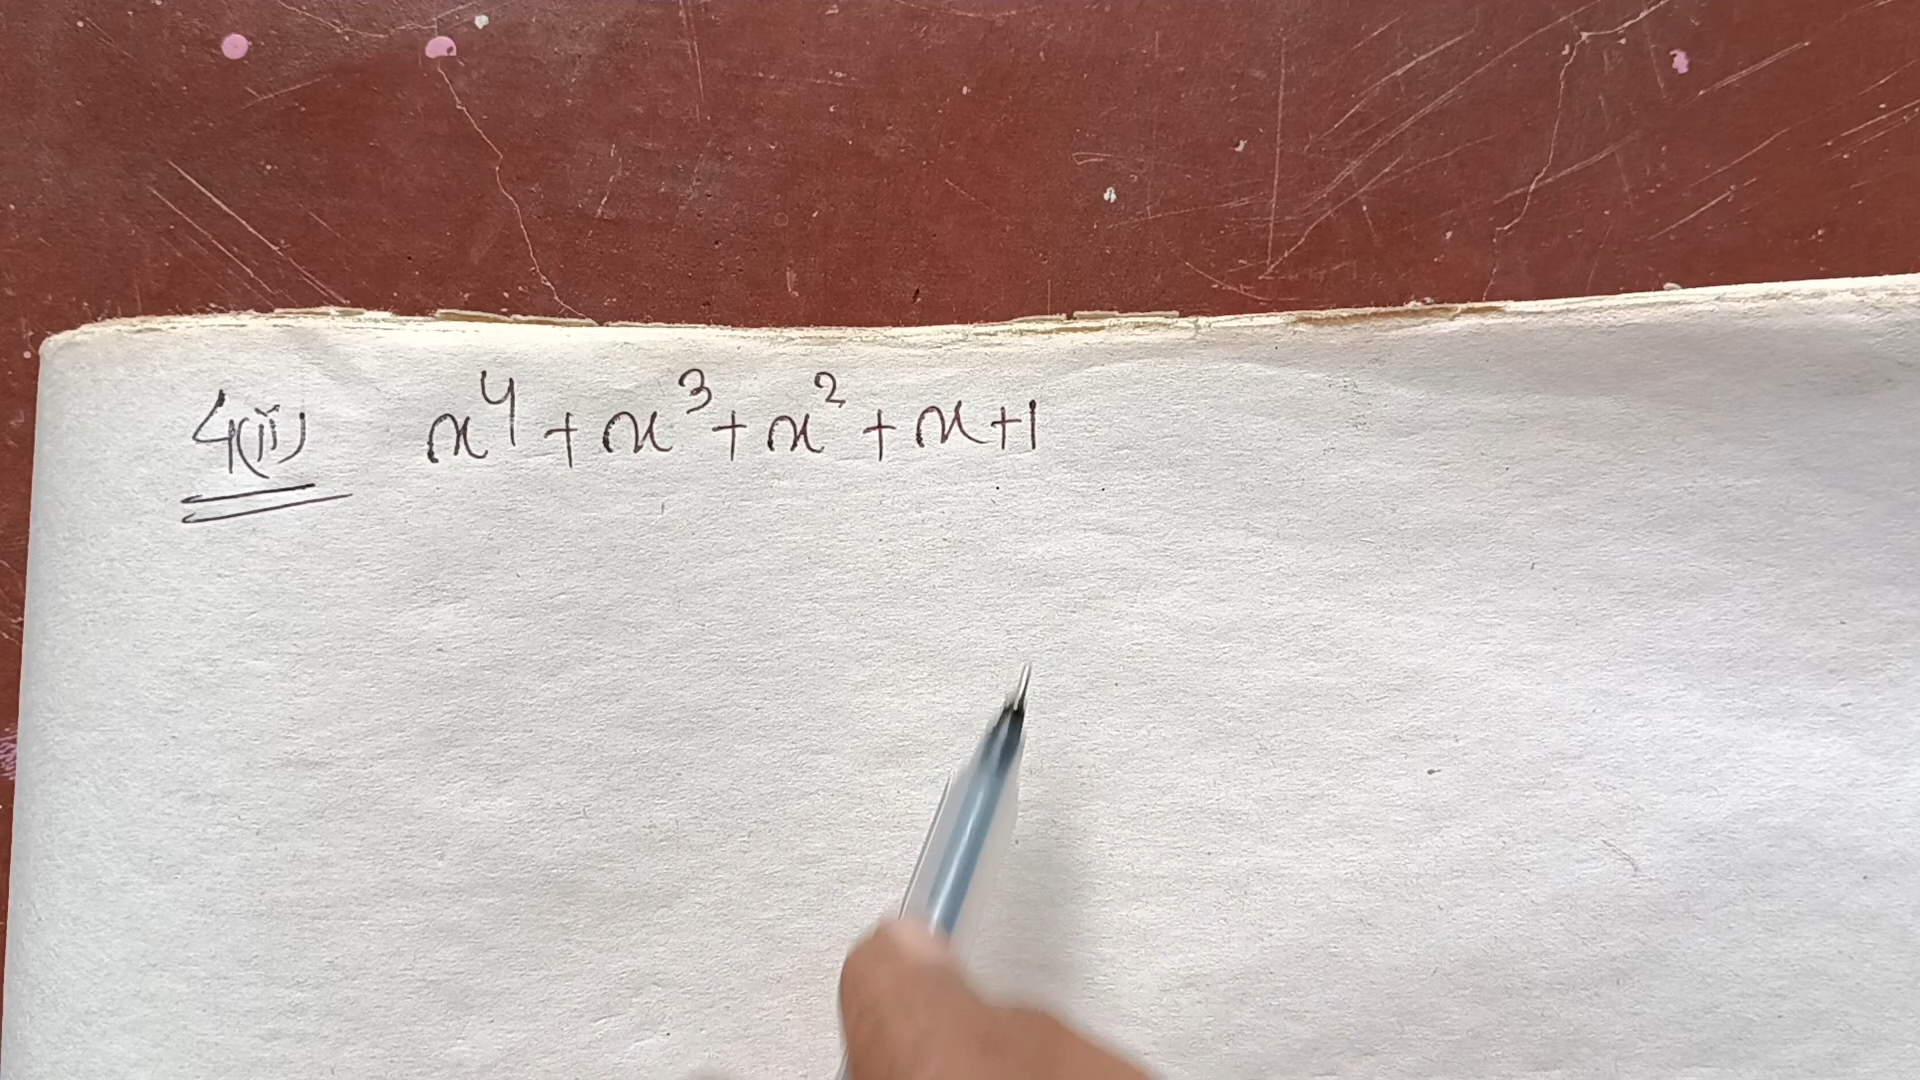 4(ii) x⁴ + x³ + x² + x + 1